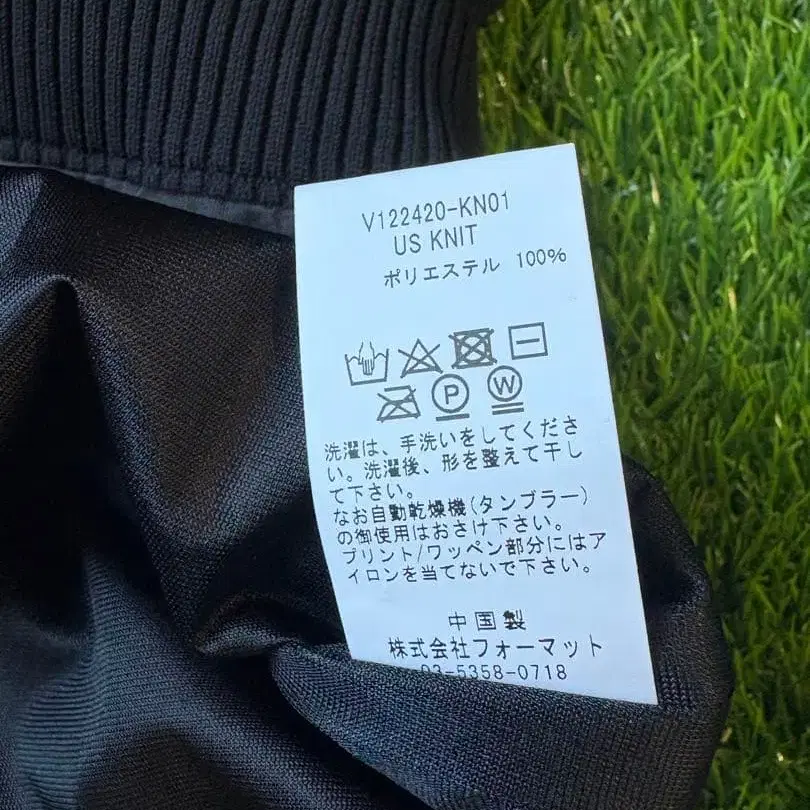 V122420-KN01
US KNIT
ポリエステル 100%
P W
洗濯は、手洗いをしてくださ
い。洗濯後、形を整えて干し
て下さい。
なお自動乾燥機(タンブラー)
の御使用はおさけ下さい。
プリント/ワッペン部分にはア
イロンを当てないで下さい。
中国製
株式会社フォーマット
03-5358-0718